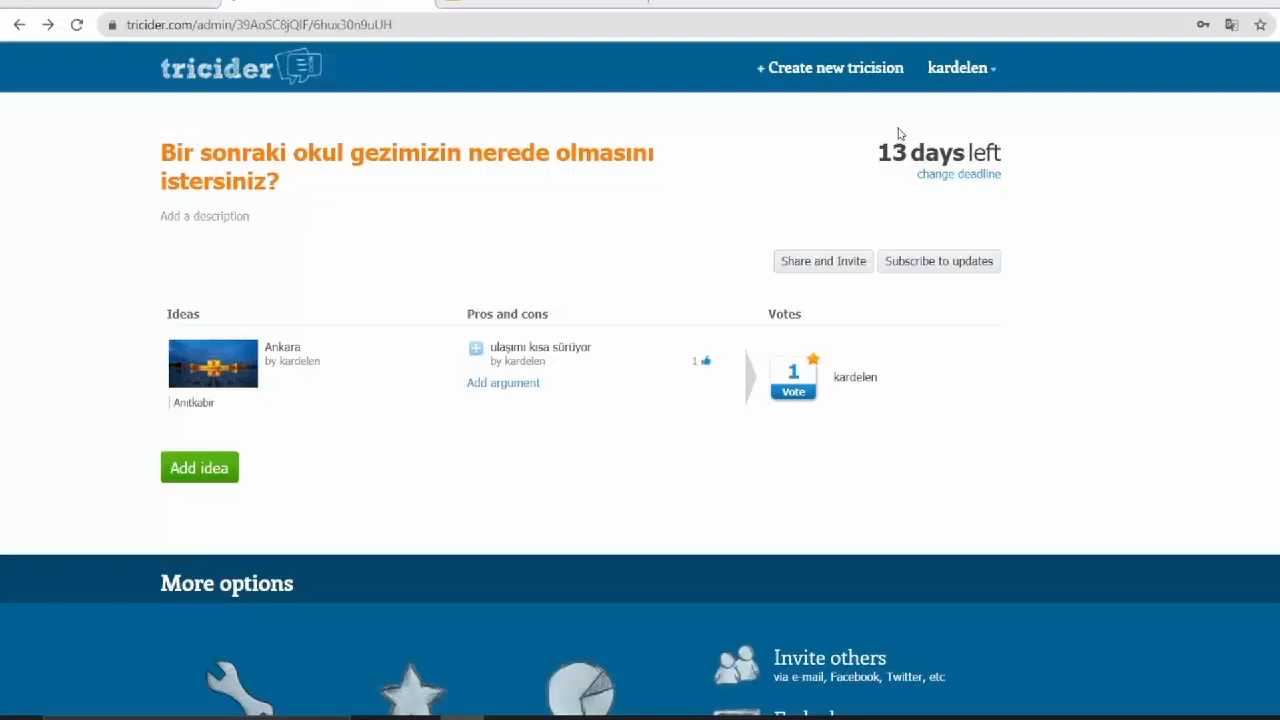 tricider.com/admin/39AoSC8jQIF/6hux30n9uUH
tricider
+ Create new tricision
kardelen
Bir sonraki okul gezimizin nerede olmasını
istersiniz?
13 days left
change deadline
Add a description
Share and Invite
Subscribe to updates
Ideas
Pros and cons
Votes
Ankara
by kardelen
Anıtkabir
ulaşımı kısa sürüyor
by kardelen
1
Add argument
1
Vote
kardelen
Add idea
More options
Invite others
via e-mail, Facebook, Twitter, etc